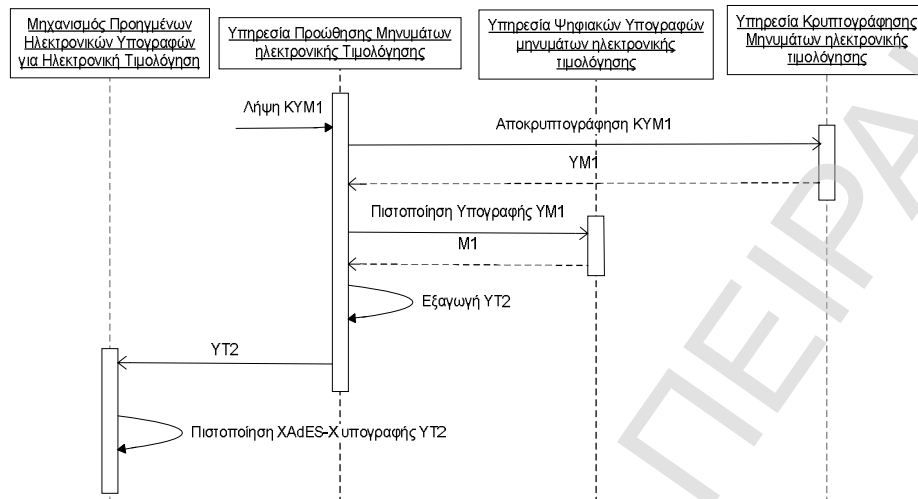 Μηχανισμός Προηγμένων
Ηλεκτρονικών Υπογραφών
για Ηλεκτρονική Τιμολόγηση
Υπηρεσία Προώθησης Μηνυμάτων
ηλεκτρονικής Τιμολόγησης
Υπηρεσία Ψηφιακών Υπογραφών
μηνυμάτων ηλεκτρονικής
τιμολόγησης
Υπηρεσία Κρυπτογράφησης
Μηνυμάτων ηλεκτρονικής
τιμολόγησης
Λήψη ΚΥΜ1
Αποκρυπτογράφηση ΚΥΜ1
ΥΜ1
Πιστοποίηση Υπογραφής ΥΜ1
Μ1
Εξαγωγή ΥΤ2
ΥΤ2
Πιστοποίηση XAdES-X υπογραφής ΥΤ2
ΠΕΙΡΑ